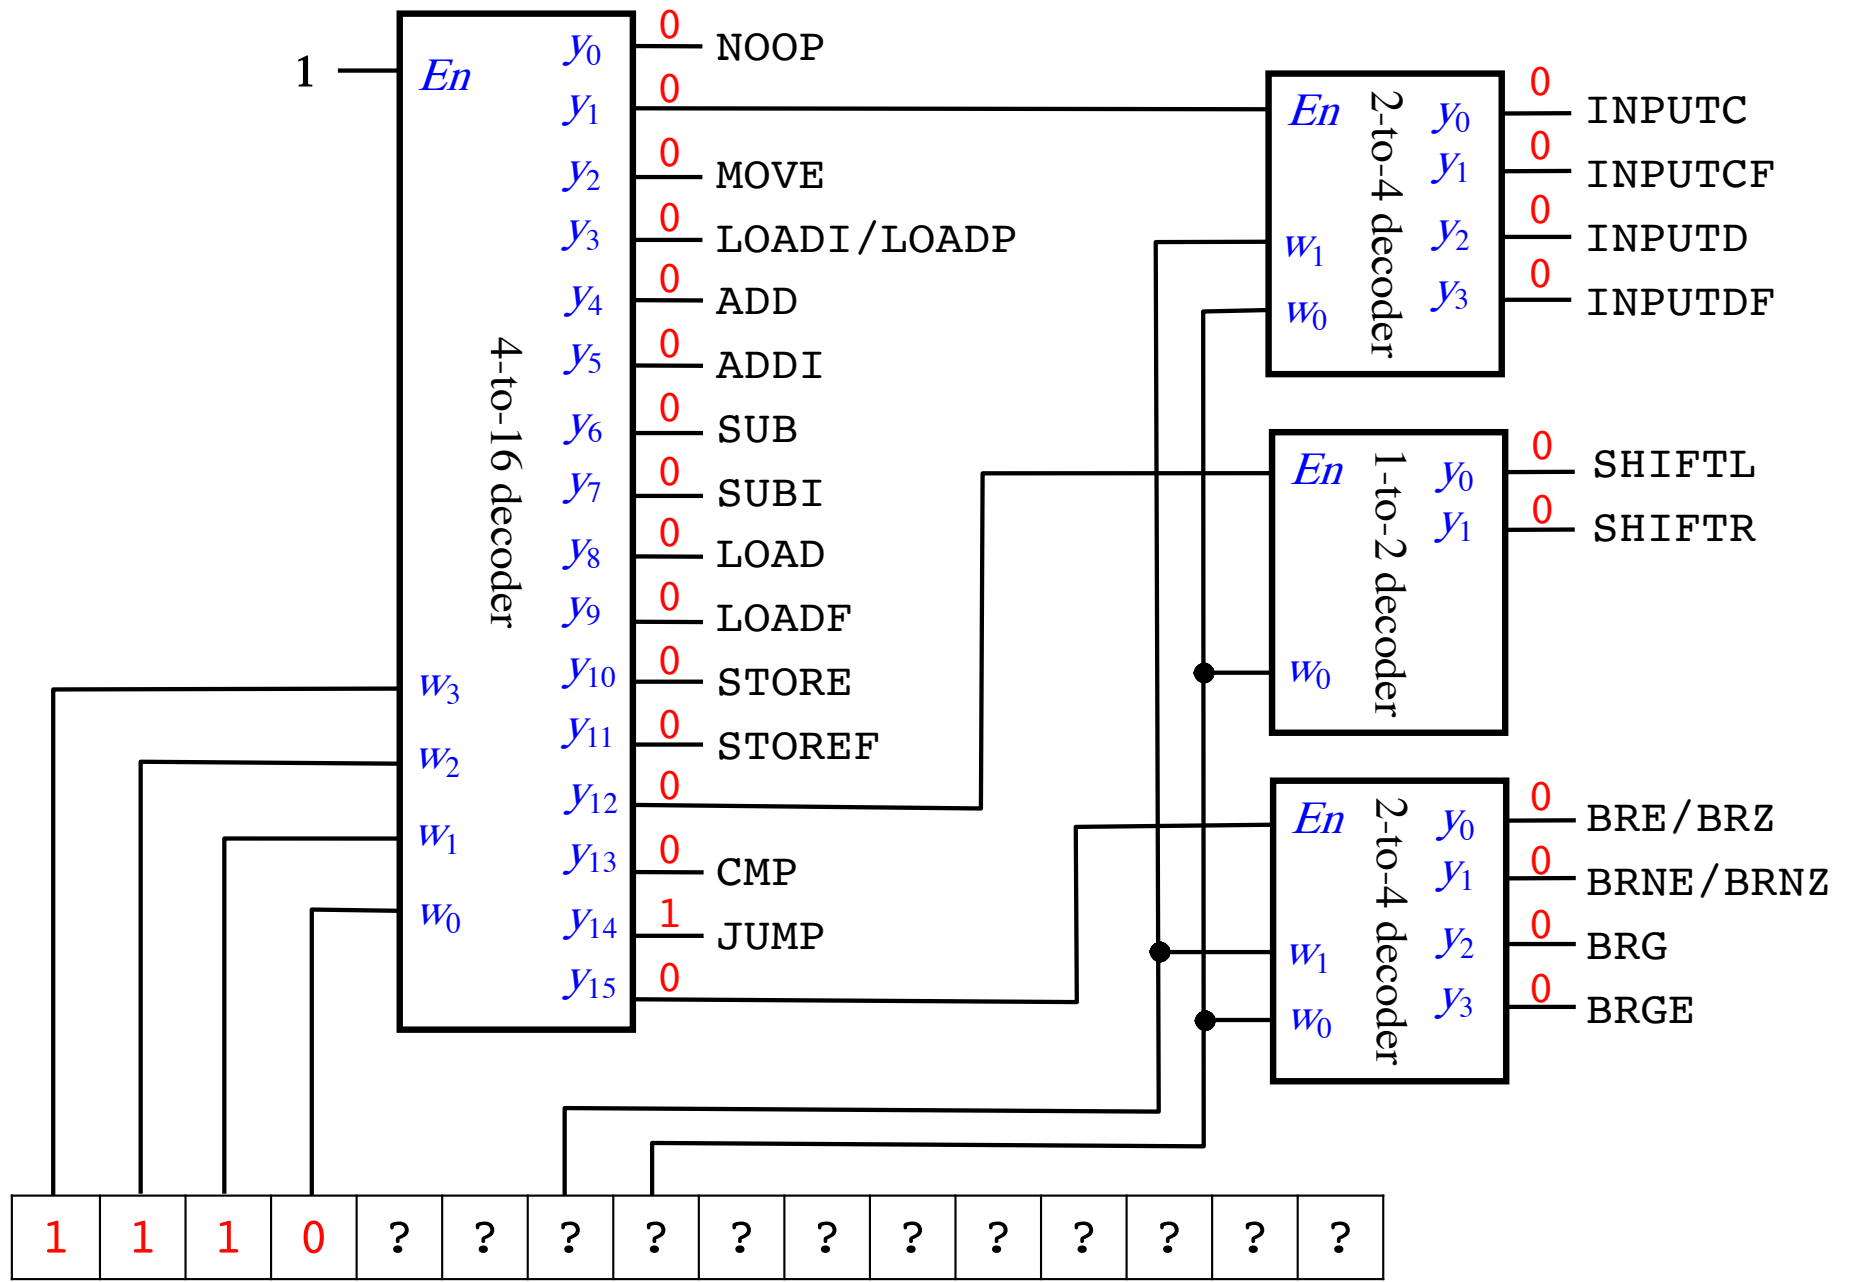 1
En
4-to-16 decoder
w3
w2
w1
w0
y0 0 NOOP
y1 0
y2 0 MOVE
y3 0 LOADI/LOADP
y4 0 ADD
y5 0 ADDI
y6 0 SUB
y7 0 SUBI
y8 0 LOAD
y9 0 LOADF
y10 0 STORE
y11 0 STOREF
y12 0
y13 0 CMP
y14 1 JUMP
y15 0
En
w1
w0
2-to-4 decoder
y0 0 INPUTC
y1 0 INPUTCF
y2 0 INPUTD
y3 0 INPUTDF
En
w0
1-to-2 decoder
y0 0 SHIFTL
y1 0 SHIFTR
En
w1
w0
2-to-4 decoder
y0 0 BRE/BRZ
y1 0 BRNE/BRNZ
y2 0 BRG
y3 0 BRGE
1 1 1 0 ? ? ? ? ? ? ? ? ? ? ? ?